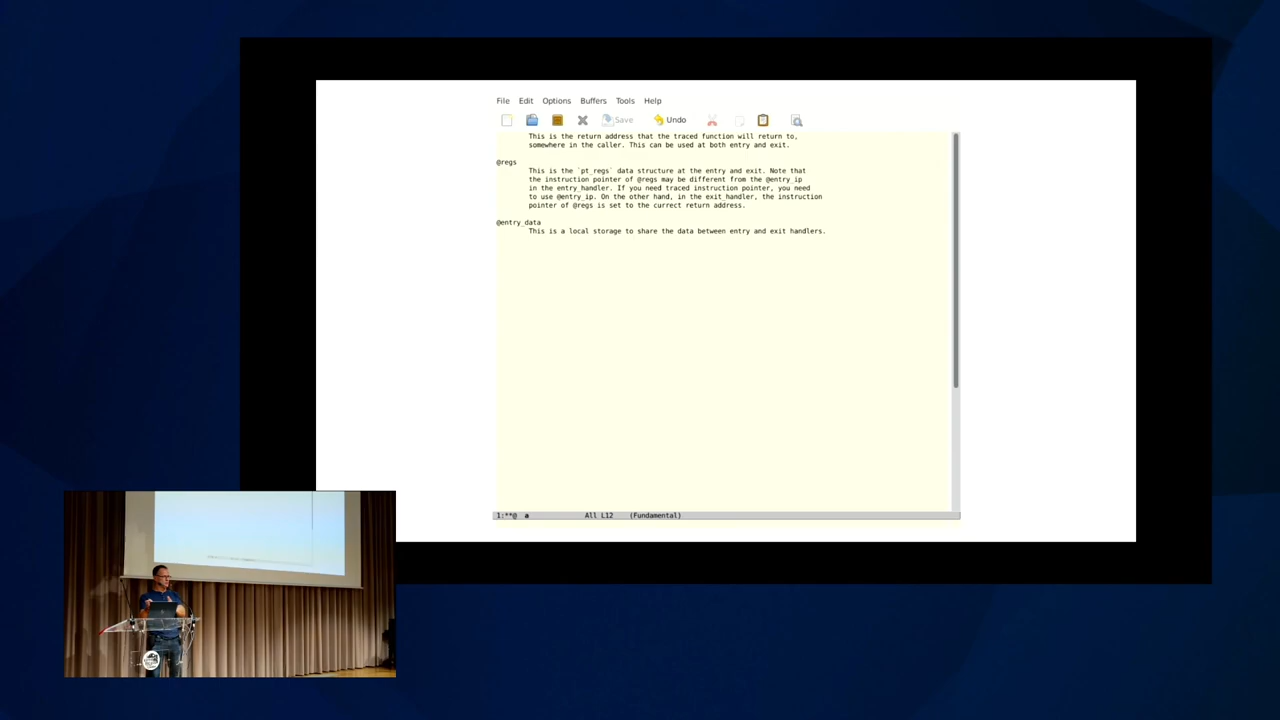 File Edit Options Buffers Tools Help
Save Undo
This is the return address that the traced function will return to,
somewhere in the caller. This can be used at both entry and exit.
@regs
This is the `pt_regs` data structure at the entry and exit. Note that
the instruction pointer of @regs may be different from the @entry_ip
in the entry_handler. If you need traced instruction pointer, you need
to use @entry_ip. On the other hand, in the exit_handler, the instruction
pointer of @regs is set to the currect return address.
@entry_data
This is a local storage to share the data between entry and exit handlers.
1:**@ a All L12 (Fundamental)